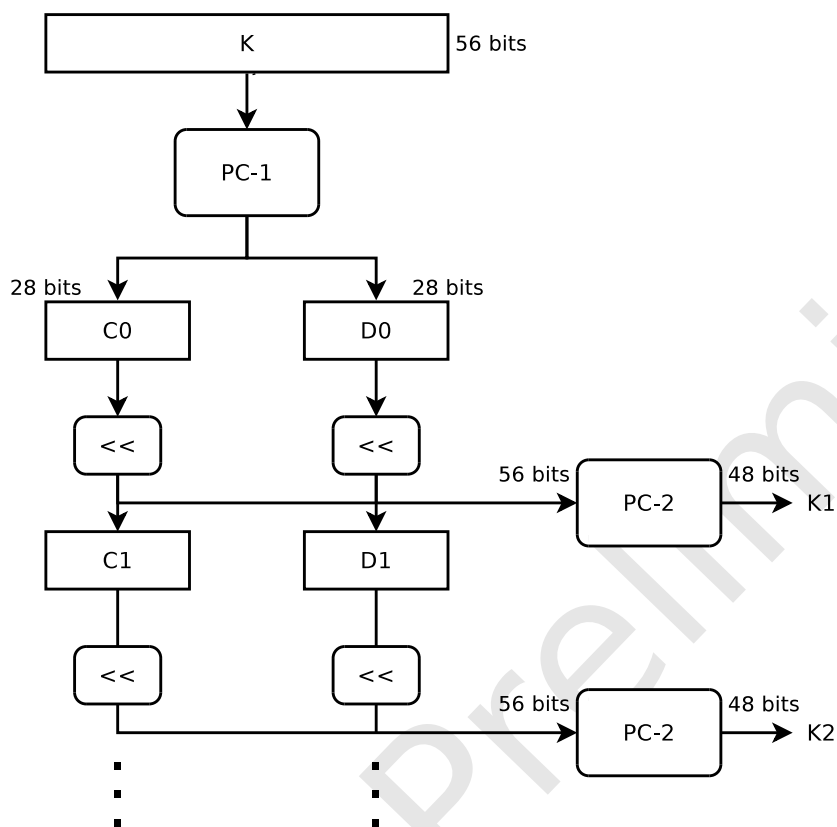 K
56 bits
PC-1
28 bits
28 bits
C0
D0
<<
<<
56 bits
PC-2
48 bits
K1
C1
D1
<<
<<
56 bits
PC-2
48 bits
K2
Prelimi